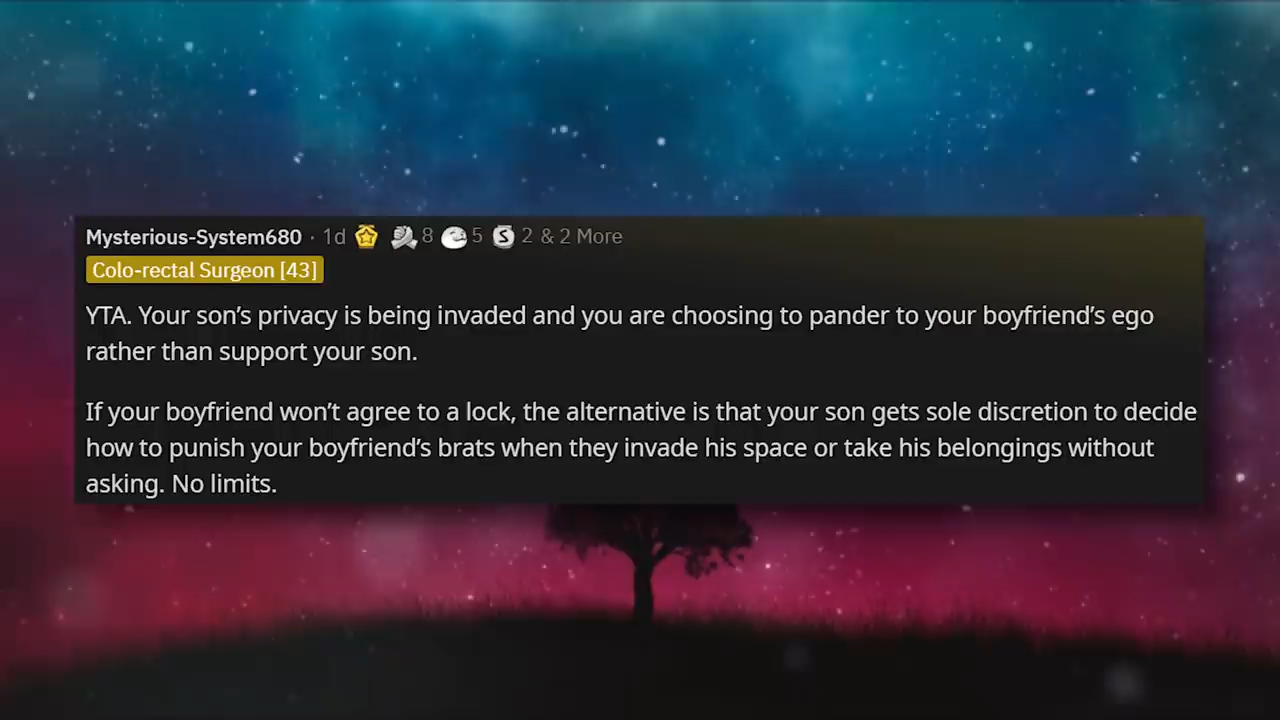 Mysterious-System680 · 1d 8 5 2 & 2 More
Colo-rectal Surgeon [43]
YTA. Your son’s privacy is being invaded and you are choosing to pander to your boyfriend’s ego
rather than support your son.
If your boyfriend won’t agree to a lock, the alternative is that your son gets sole discretion to decide
how to punish your boyfriend’s brats when they invade his space or take his belongings without
asking. No limits.